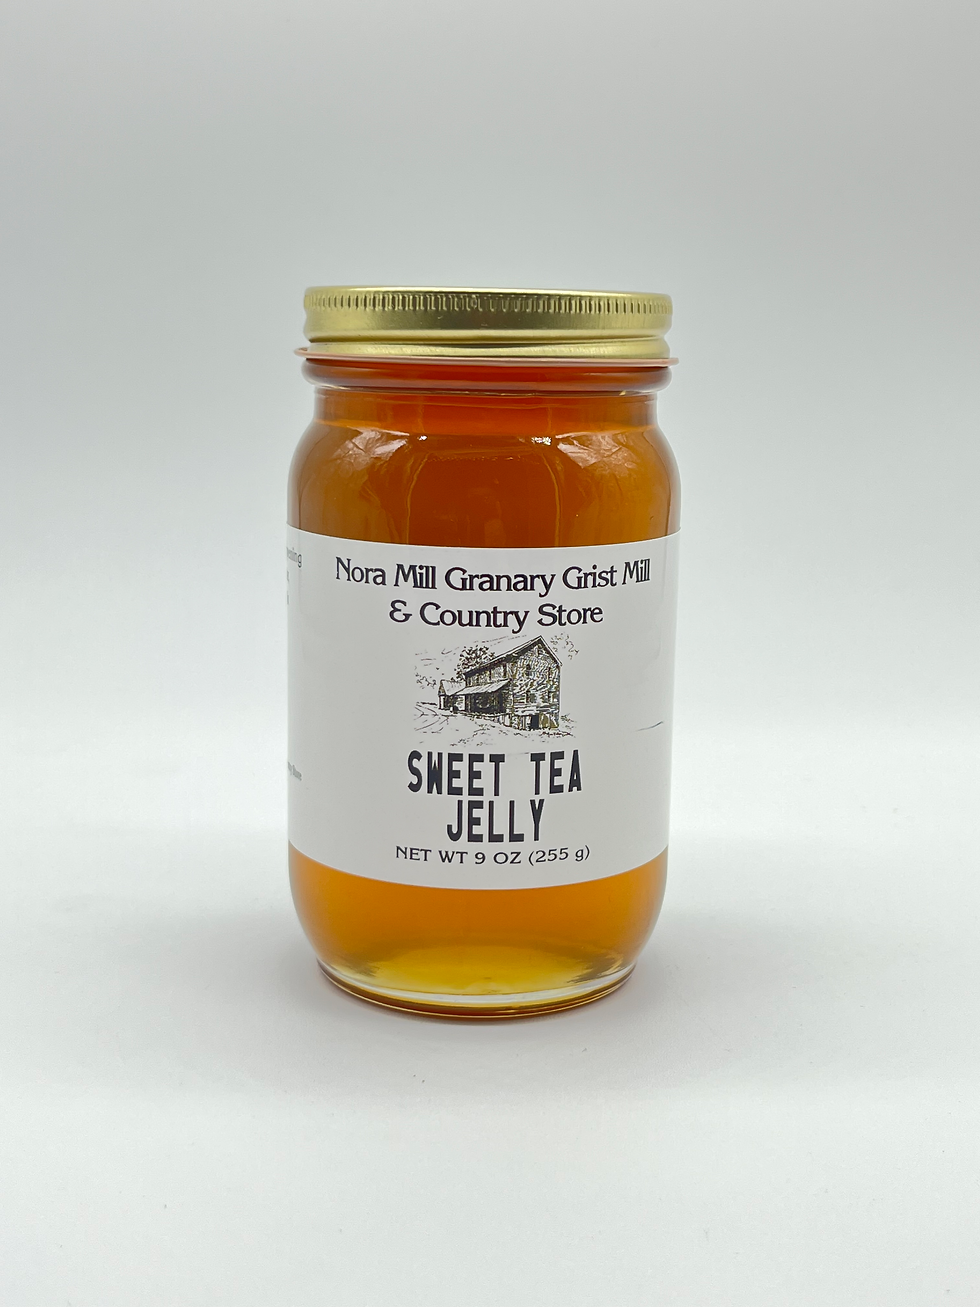 Nora Mill Granary Grist Mill
& Country Store
SWEET TEA
JELLY
NET WT 9 OZ (255 g)